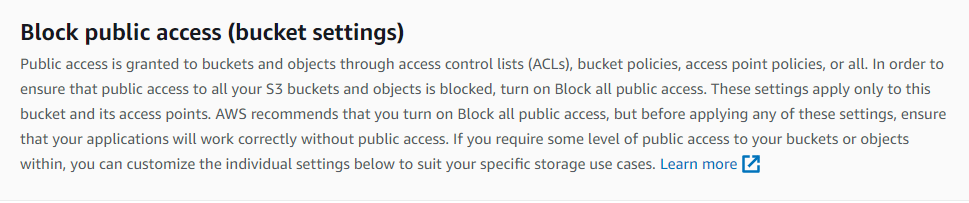 Block public access (bucket settings)
Public access is granted to buckets and objects through access control lists (ACLs), bucket policies, access point policies, or all. In order to
ensure that public access to all your S3 buckets and objects is blocked, turn on Block all public access. These settings apply only to this
bucket and its access points. AWS recommends that you turn on Block all public access, but before applying any of these settings, ensure
that your applications will work correctly without public access. If you require some level of public access to your buckets or objects
within, you can customize the individual settings below to suit your specific storage use cases. Learn more